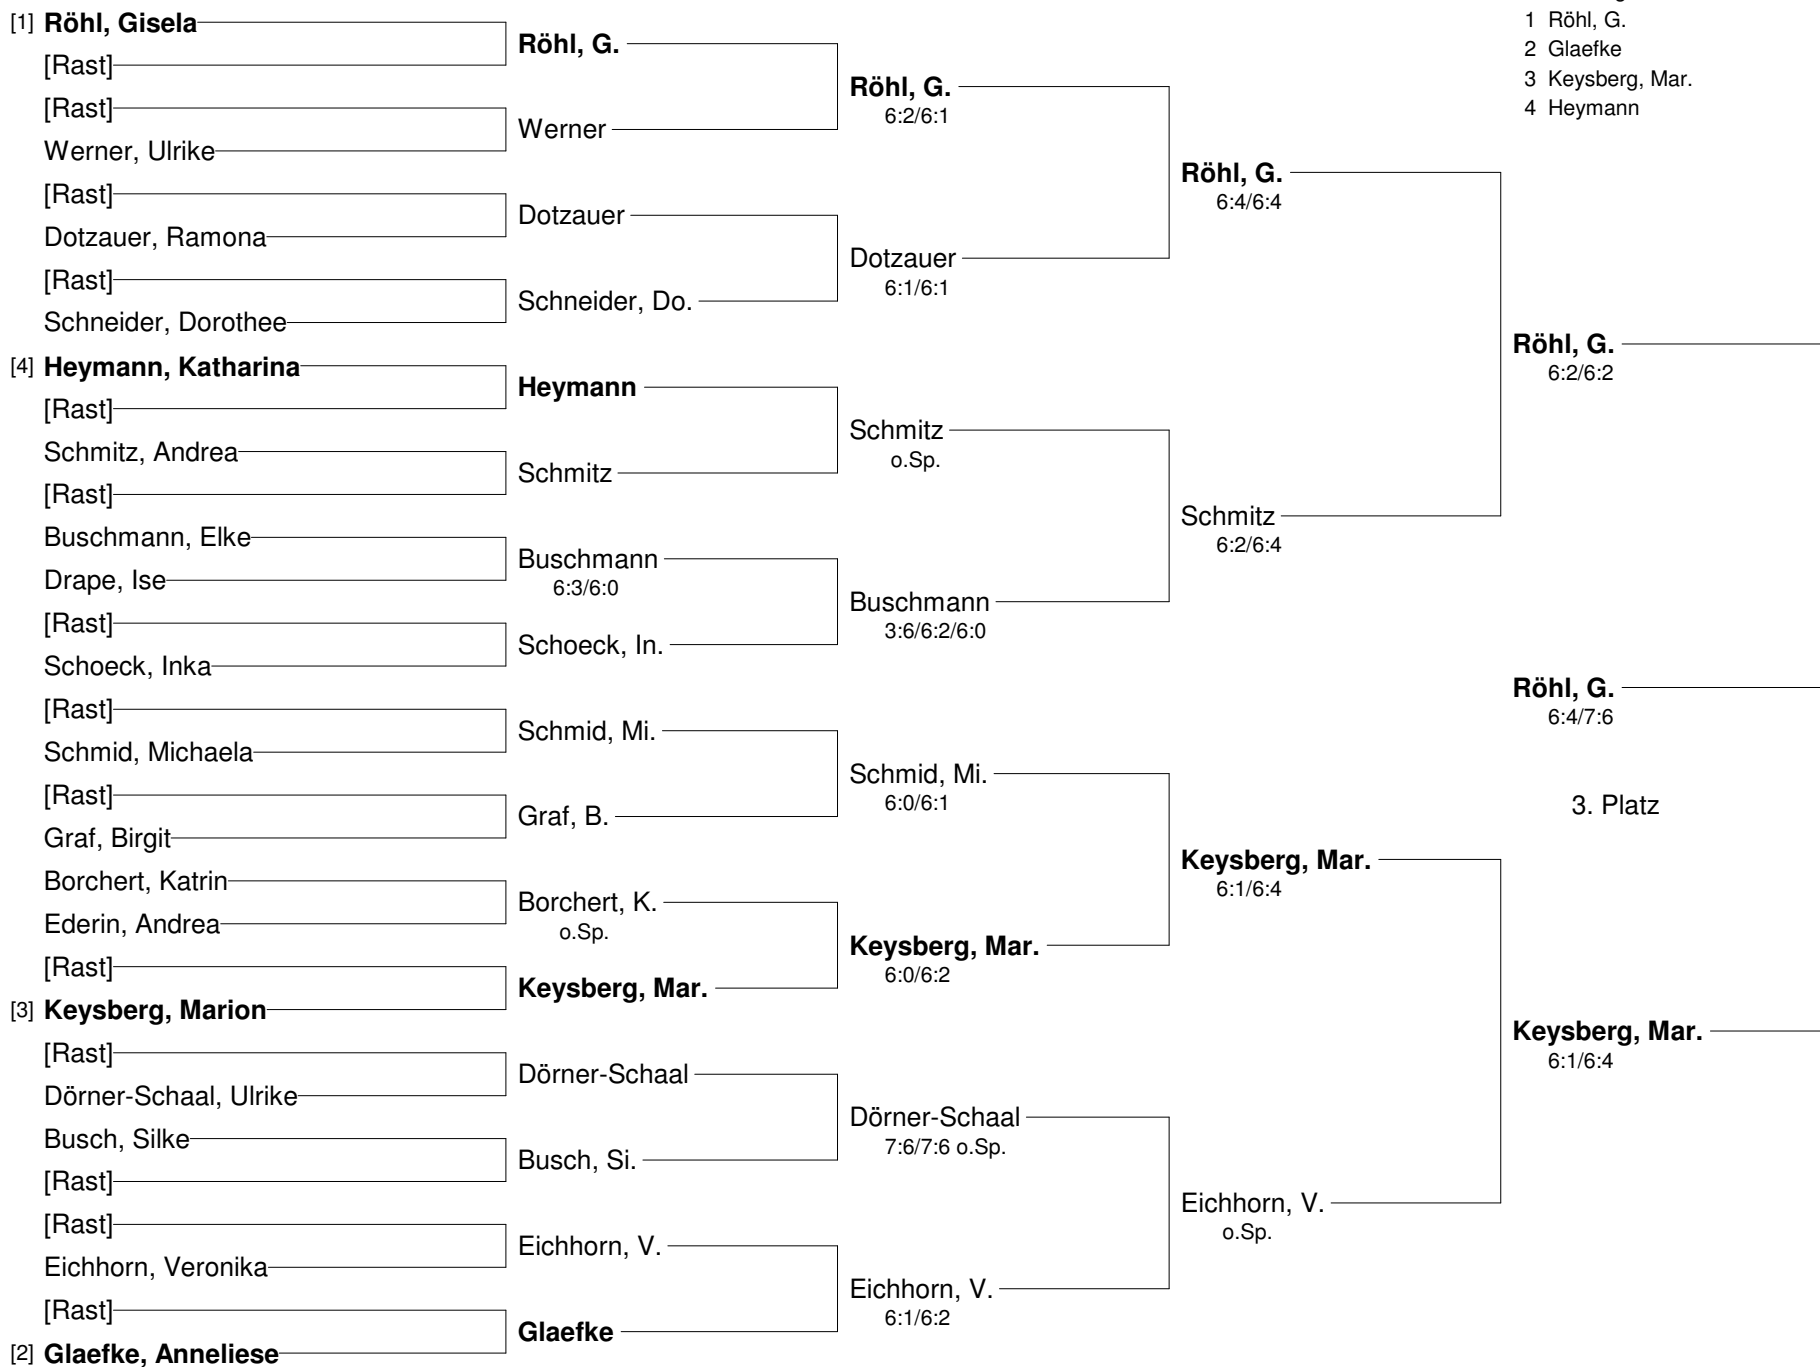 [1] Röhl, Gisela
[Rast]
[Rast]
Werner, Ulrike
[Rast]
Dotzauer, Ramona
[Rast]
Schneider, Dorothee
[4] Heymann, Katharina
[Rast]
Schmitz, Andrea
[Rast]
Buschmann, Elke
Drape, Ise
[Rast]
Schoeck, Inka
[Rast]
Schmid, Michaela
[Rast]
Graf, Birgit
Borchert, Katrin
Ederin, Andrea
[Rast]
[3] Keysberg, Marion
[Rast]
Dörner-Schaal, Ulrike
Busch, Silke
[Rast]
[Rast]
Eichhorn, Veronika
[Rast]
[2] Glaefke, Anneliese
Röhl, G.
Werner
Dotzauer
Schneider, Do.
Heymann
Schmitz
Buschmann
6:3/6:0
Schoeck, In.
Schmid, Mi.
Graf, B.
Borchert, K.
o.Sp.
Keysberg, Mar.
Dörner-Schaal
Busch, Si.
Eichhorn, V.
Glaefke
Röhl, G.
6:2/6:1
Dotzauer
6:1/6:1
Schmitz
o.Sp.
Buschmann
3:6/6:2/6:0
Schmid, Mi.
6:0/6:1
Keysberg, Mar.
6:0/6:2
Dörner-Schaal
7:6/7:6 o.Sp.
Eichhorn, V.
6:1/6:2
Röhl, G.
6:4/6:4
Schmitz
6:2/6:4
Keysberg, Mar.
6:1/6:4
Eichhorn, V.
o.Sp.
1 Röhl, G.
2 Glaefke
3 Keysberg, Mar.
4 Heymann
Röhl, G.
6:2/6:2
Röhl, G.
6:4/7:6
3. Platz
Keysberg, Mar.
6:1/6:4